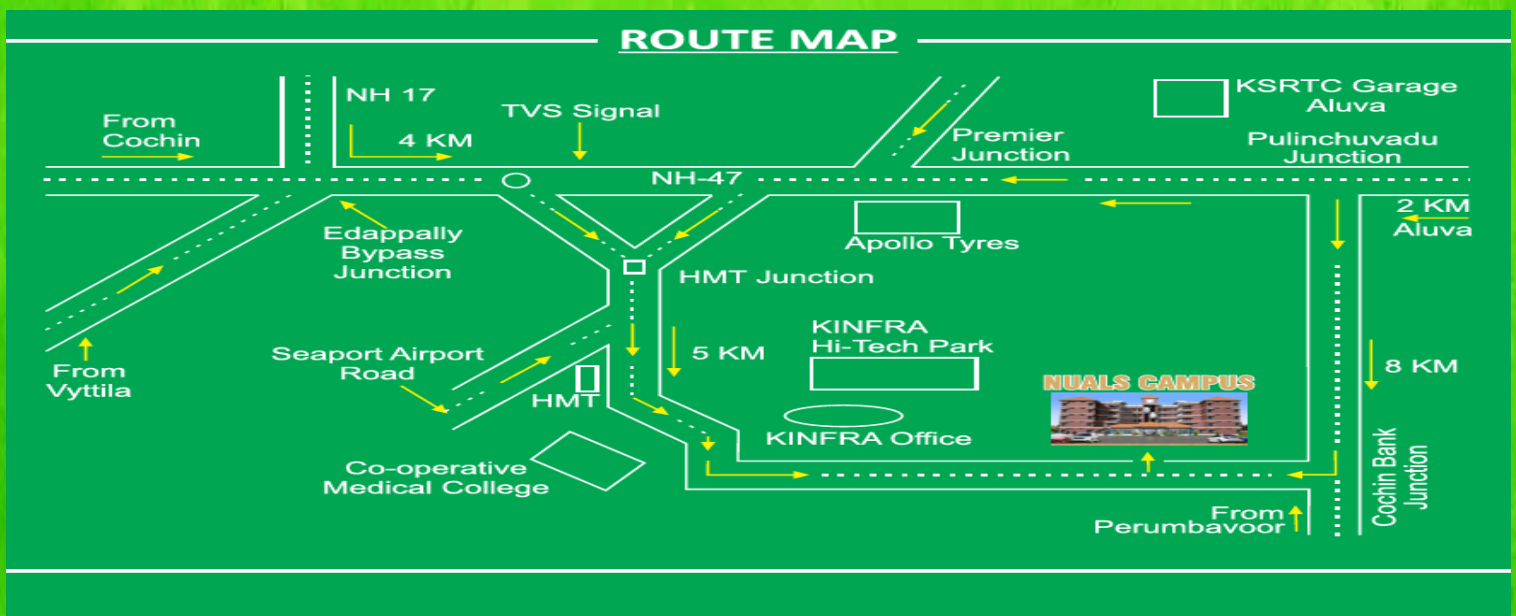 ROUTE MAP
NH 17
From
Cochin
4 KM
TVS Signal
KSRTC Garage
Aluva
Premier
Junction
Pulinchuvadu
Junction
NH-47
2 KM
Aluva
Edappally
Bypass
Junction
Apollo Tyres
HMT Junction
KINFRA
Hi-Tech Park
5 KM
Seaport Airport
Road
From
Vyttila
8 KM
NUALS CAMPUS
HMT
KINFRA Office
Co-operative
Medical College
Cochin Bank
Junction
From
Perumbavoor